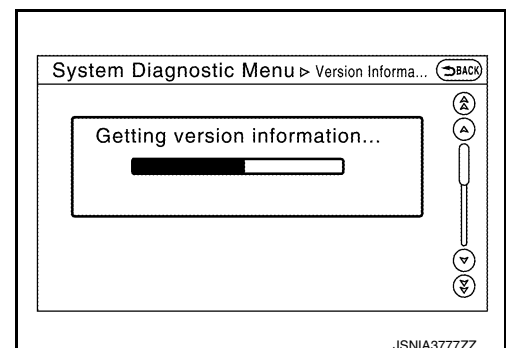 System Diagnostic Menu ▷ Version Informa... BACK
Getting version information...
JSNIA3777ZZ